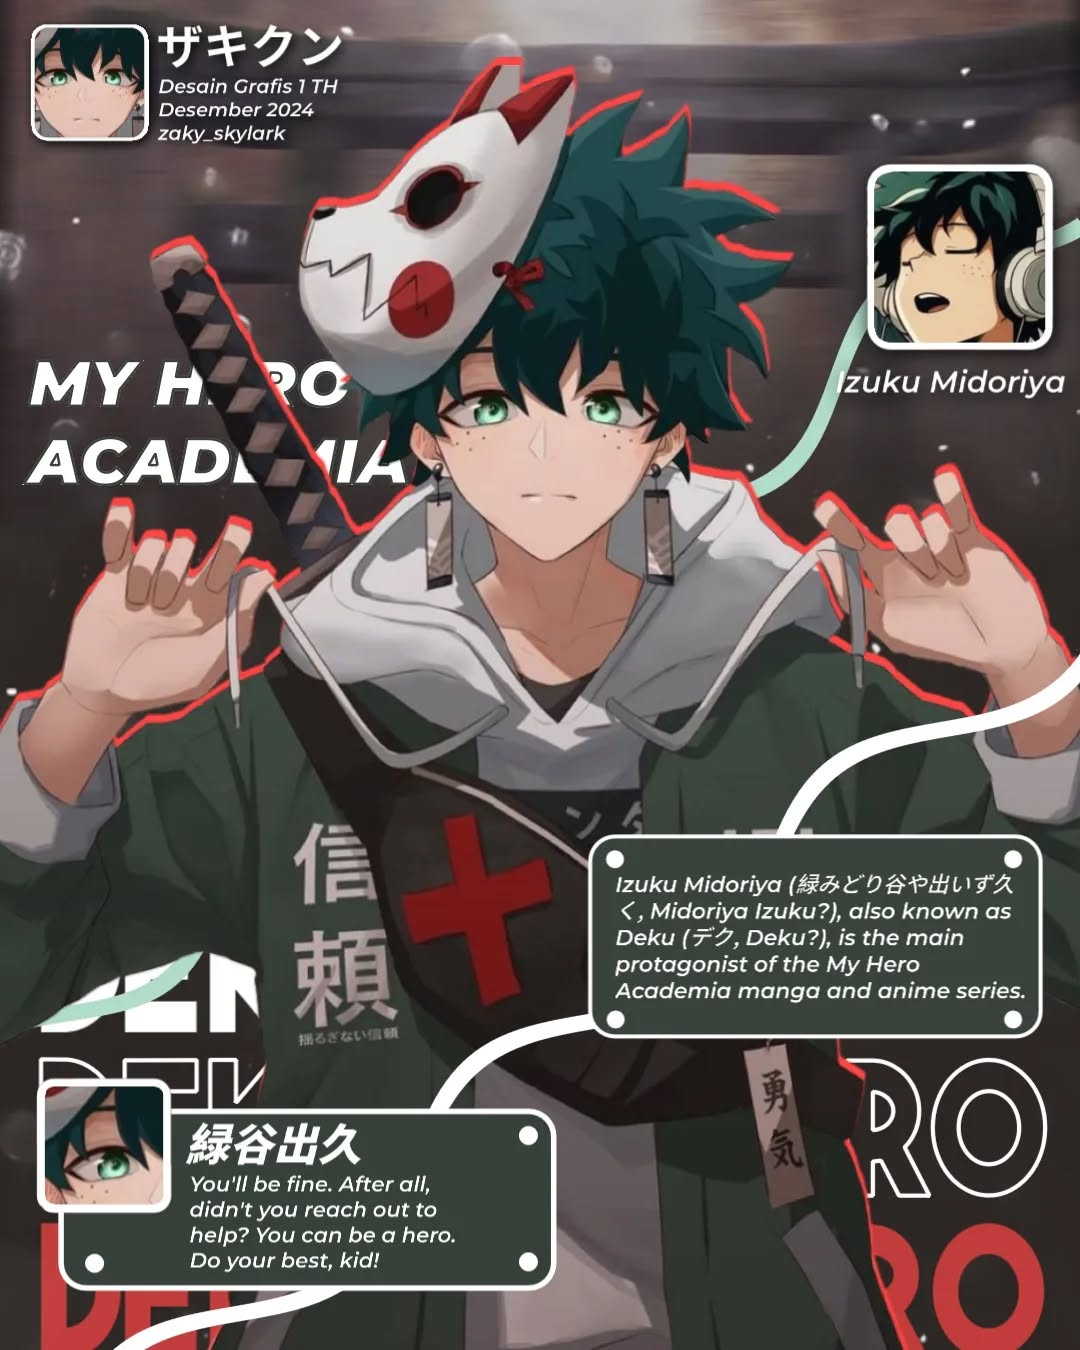 ザキクン
Desain Grafis 1 TH
Desember 2024
zaky_skylark
Izuku Midoriya
MY HERO
ACADEMIA
信
頼
揺るぎない信頼
Izuku Midoriya (緑みどり谷や出いず久
く, Midoriya Izuku?), also known as
Deku (デク, Deku?), is the main
protagonist of the My Hero
Academia manga and anime series.
勇
気
緑谷出久
You'll be fine. After all,
didn't you reach out to
help? You can be a hero.
Do your best, kid!
RO
RO